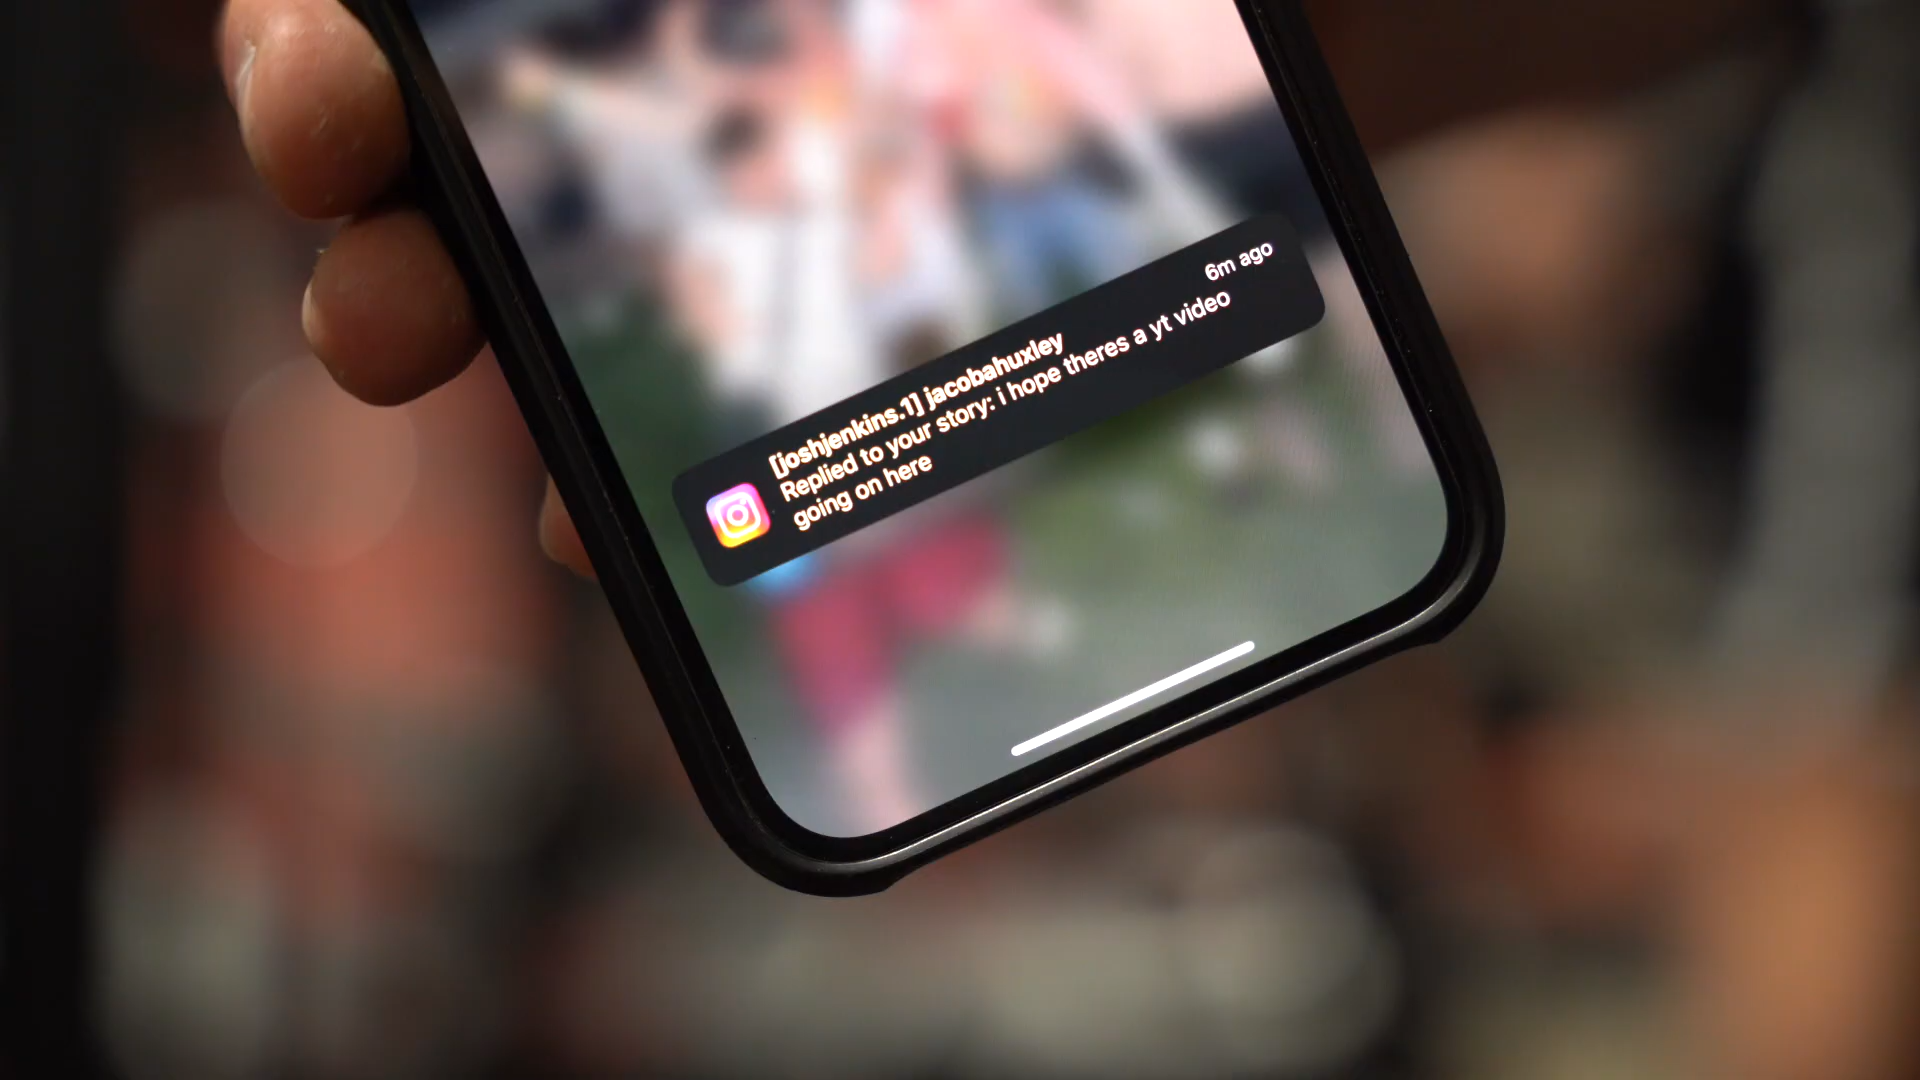 6m ago
[joshjenkins.1] jacobahuxley
Replied to your story: i hope theres a yt video
going on here